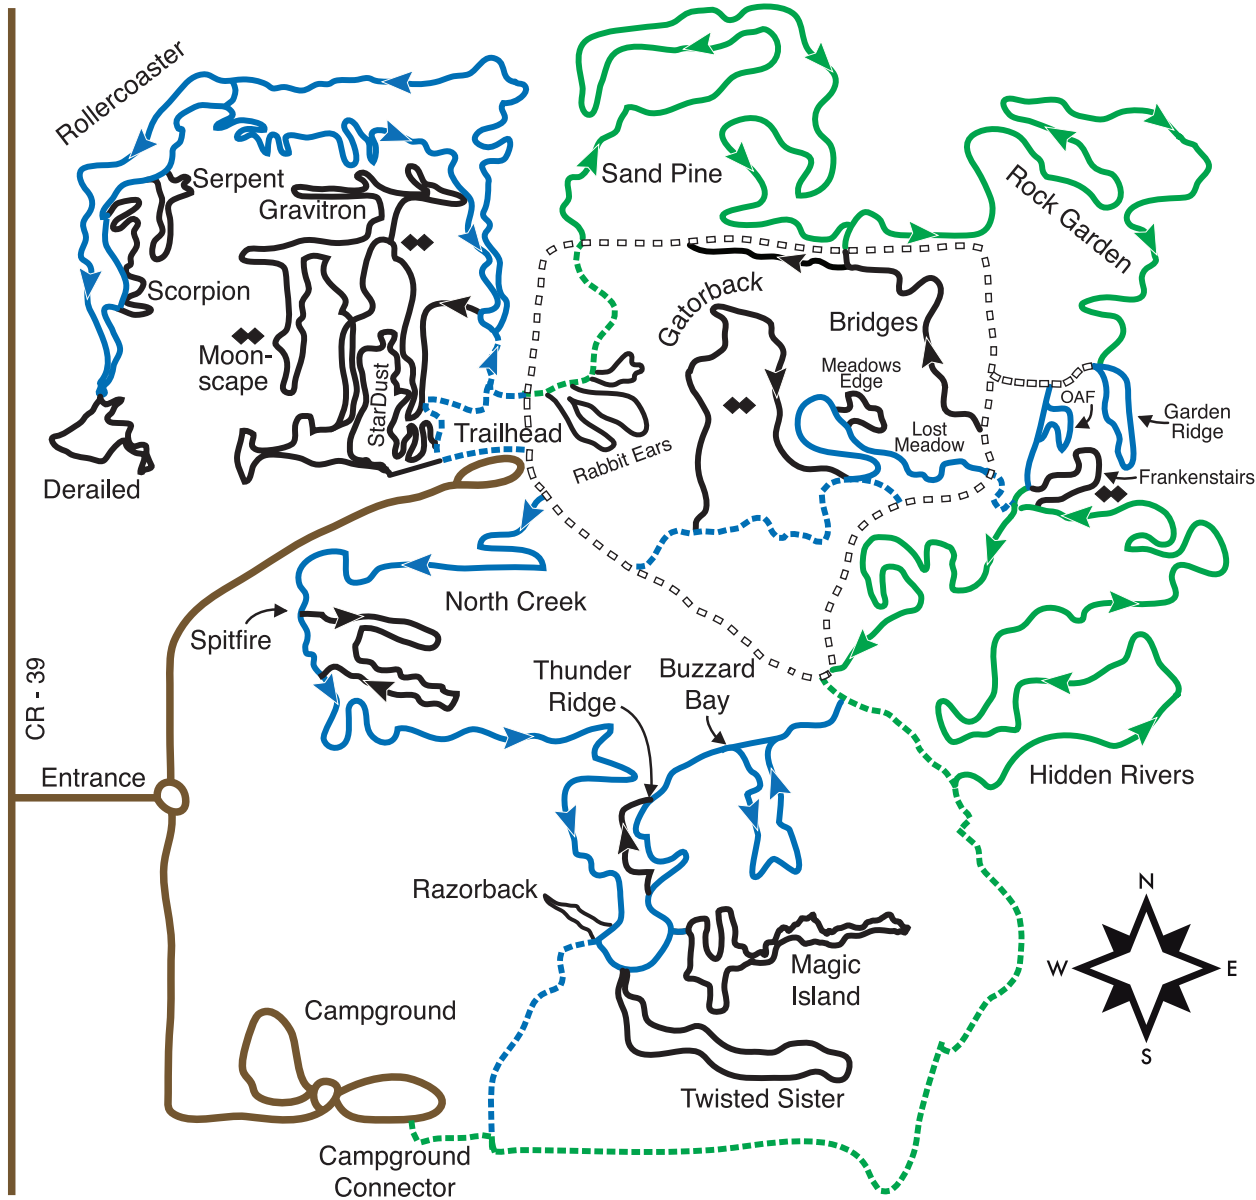 Rollercoaster
Serpent
Gravitron
Sand Pine
Rock Garden
Scorpion
Moon-
scape
StarDust
Gatorback
Bridges
Meadows
Edge
OAF
Garden
Ridge
Lost
Meadow
Trailhead
Rabbit Ears
Frankenstairs
Derailed
North Creek
Spitfire
CR - 39
Thunder
Ridge
Buzzard
Bay
Entrance
Hidden Rivers
Razorback
Magic
Island
N
W
E
S
Campground
Twisted Sister
Campground
Connector